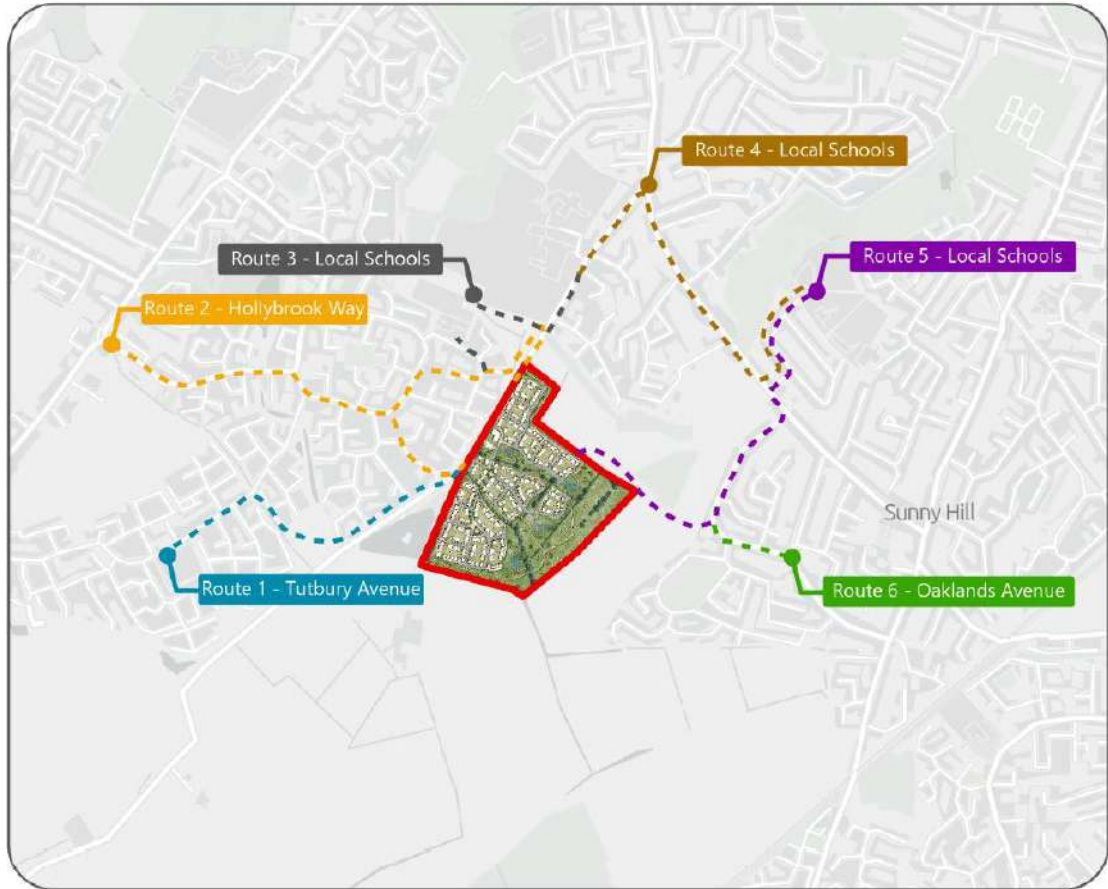 Route 4 - Local Schools
Route 3 - Local Schools
Route 5 - Local Schools
Route 2 - Hollybrook Way
Sunny Hill
Route 1 - Tutbury Avenue
Route 6 - Oaklands Avenue